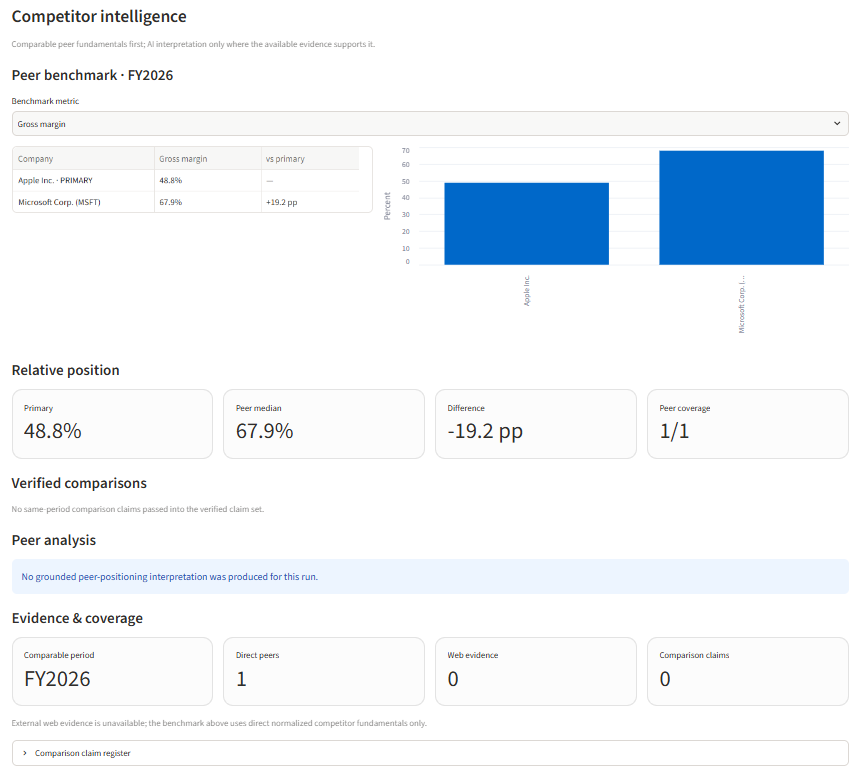 Competitor intelligence
Comparable peer fundamentals first; AI interpretation only where the available evidence supports it.
Peer benchmark · FY2026
Benchmark metric
Gross margin
Company Gross margin vs primary
Apple Inc. · PRIMARY 48.8% —
Microsoft Corp. (MSFT) 67.9% +19.2 pp
Percent
70
60
50
40
30
20
10
0
Apple Inc.
Microsoft Corp. (…
Relative position
Primary
48.8%
Peer median
67.9%
Difference
-19.2 pp
Peer coverage
1/1
Verified comparisons
No same-period comparison claims passed into the verified claim set.
Peer analysis
No grounded peer-positioning interpretation was produced for this run.
Evidence & coverage
Comparable period
FY2026
Direct peers
1
Web evidence
0
Comparison claims
0
External web evidence is unavailable; the benchmark above uses direct normalized competitor fundamentals only.
Comparison claim register